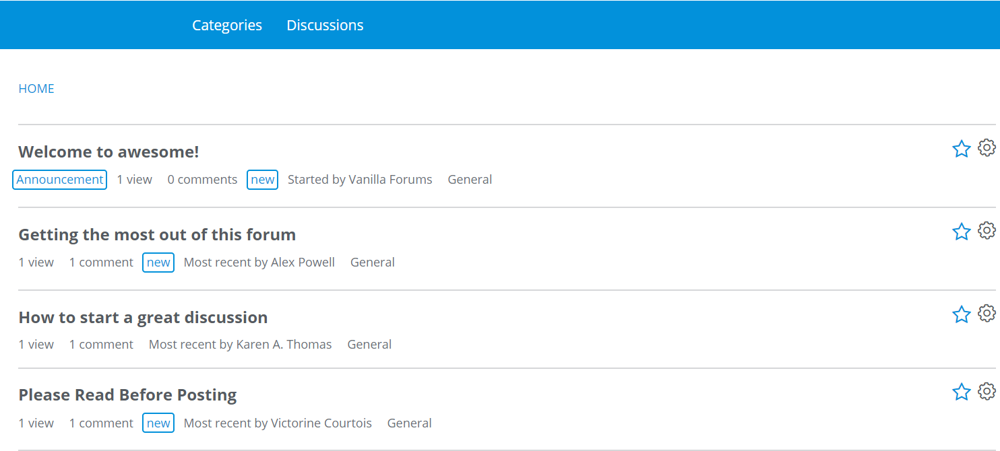 Categories Discussions
HOME
Welcome to awesome!
Announcement 1 view 0 comments new Started by Vanilla Forums General
Getting the most out of this forum
1 view 1 comment new Most recent by Alex Powell General
How to start a great discussion
1 view 1 comment Most recent by Karen A. Thomas General
Please Read Before Posting
1 view 1 comment new Most recent by Victorine Courtois General